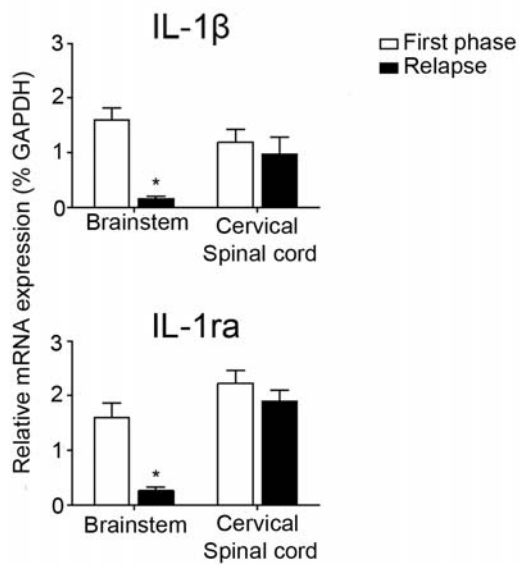 IL-1β
First phase
Relapse
Relative mRNA expression (% GAPDH)
3
2
1
0
*
Brainstem
Cervical
Spinal cord
IL-1ra
3
2
1
0
*
Brainstem
Cervical
Spinal cord